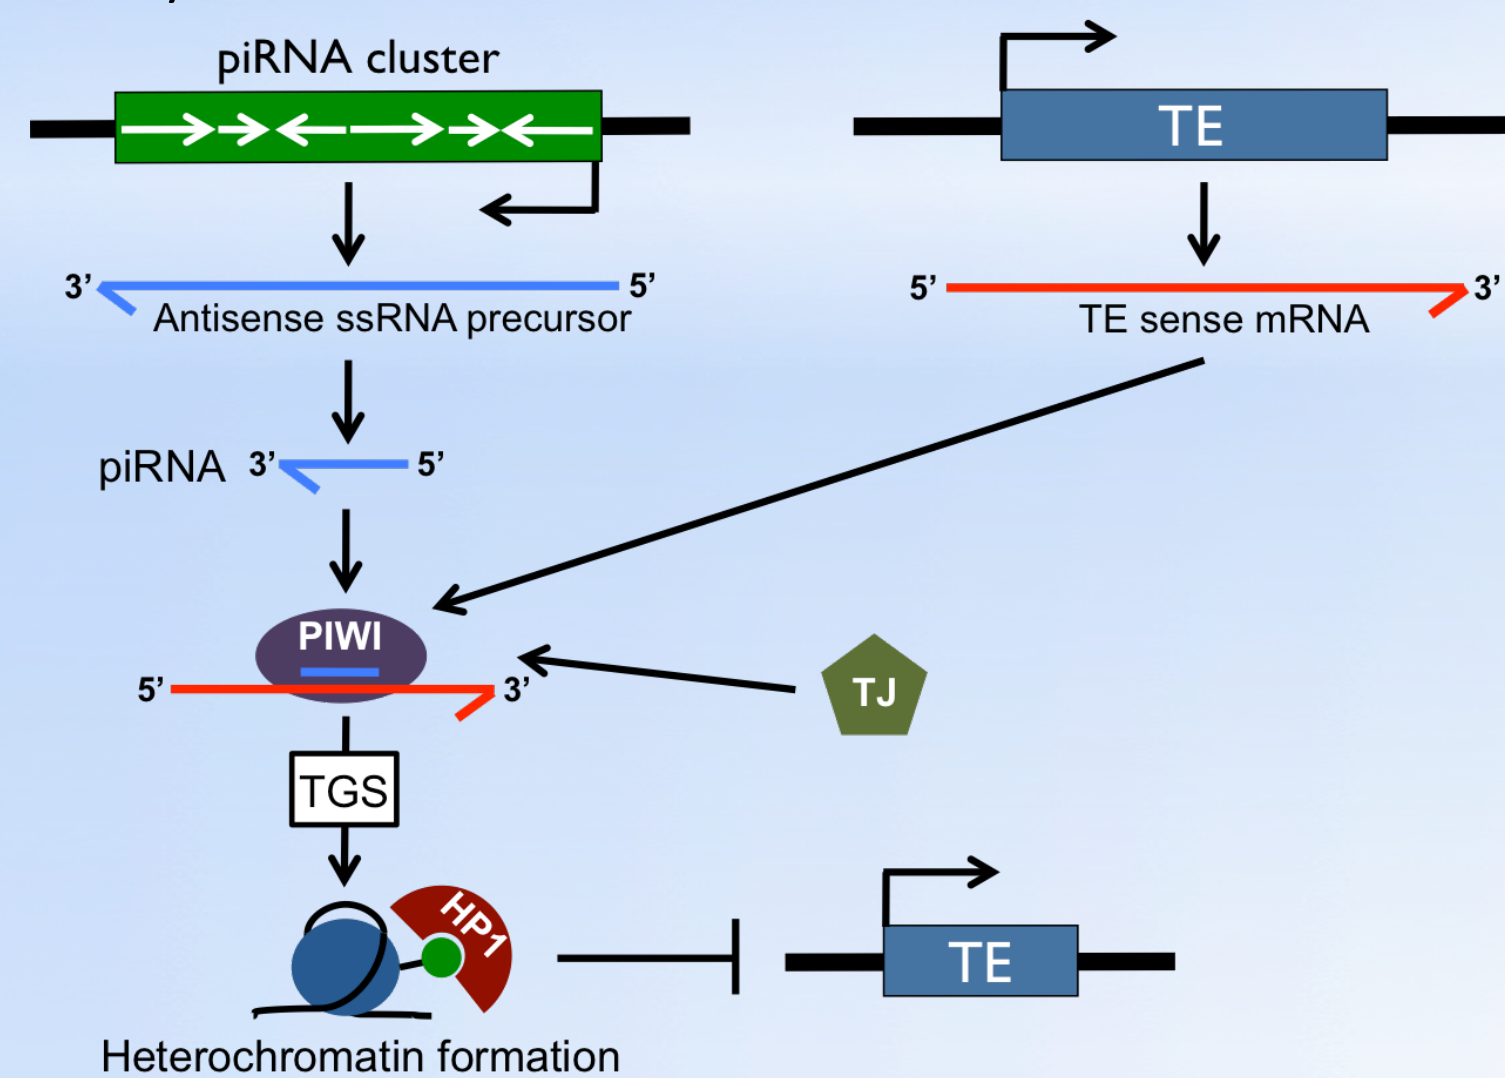 piRNA cluster
TE
3’ 5’
Antisense ssRNA precursor
5’ 3’
TE sense mRNA
piRNA 3’ 5’
PIWI
5’ 3’
TJ
TGS
HP1
TE
Heterochromatin formation